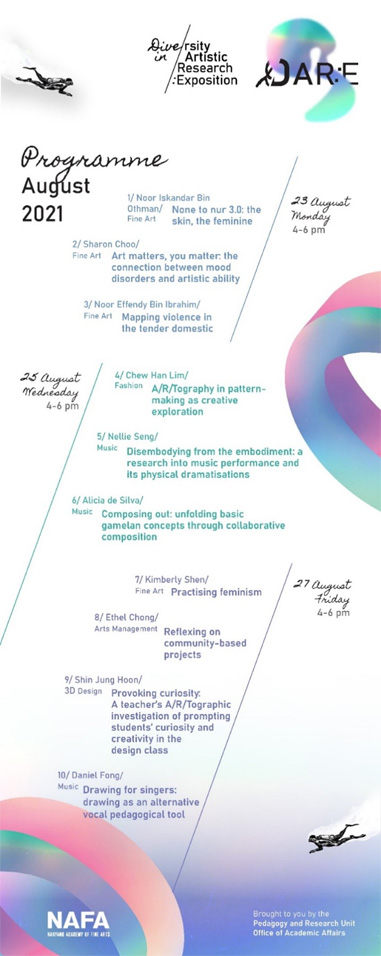 Diversity
in Artistic
Research
/:Exposition
DAR:E
Programme
August
2021
23 August
Monday
4-6 pm
1/ Noor Iskandar Bin
Othman/ None to nur 3.0: the
Fine Art skin, the feminine
2/ Sharon Choo/
Fine Art Art matters, you matter: the
connection between mood
disorders and artistic ability
3/ Noor Effendy Bin Ibrahim/
Fine Art Mapping violence in
the tender domestic
25 August
Wednesday
4-6 pm
4/ Chew Han Lim/
Fashion A/R/Tography in pattern-
making as creative
exploration
5/ Nellie Seng/
Music Disembodying from the embodiment: a
research into music performance and
its physical dramatisations
6/ Alicia de Silva/
Music Composing out: unfolding basic
gamelan concepts through collaborative
composition
27 August
Friday
4-6 pm
7/ Kimberly Shen/
Fine Art Practising feminism
8/ Ethel Chong/
Arts Management Reflexing on
community-based
projects
9/ Shin Jung Hoon/
3D Design Provoking curiosity:
A teacher's A/R/Tographic
investigation of prompting
students' curiosity and
creativity in the
design class
10/ Daniel Fong/
Music Drawing for singers:
drawing as an alternative
vocal pedagogical tool
NAFA
NANYANG ACADEMY OF FINE ARTS
Brought to you by the
Pedagogy and Research Unit
Office of Academic Affairs